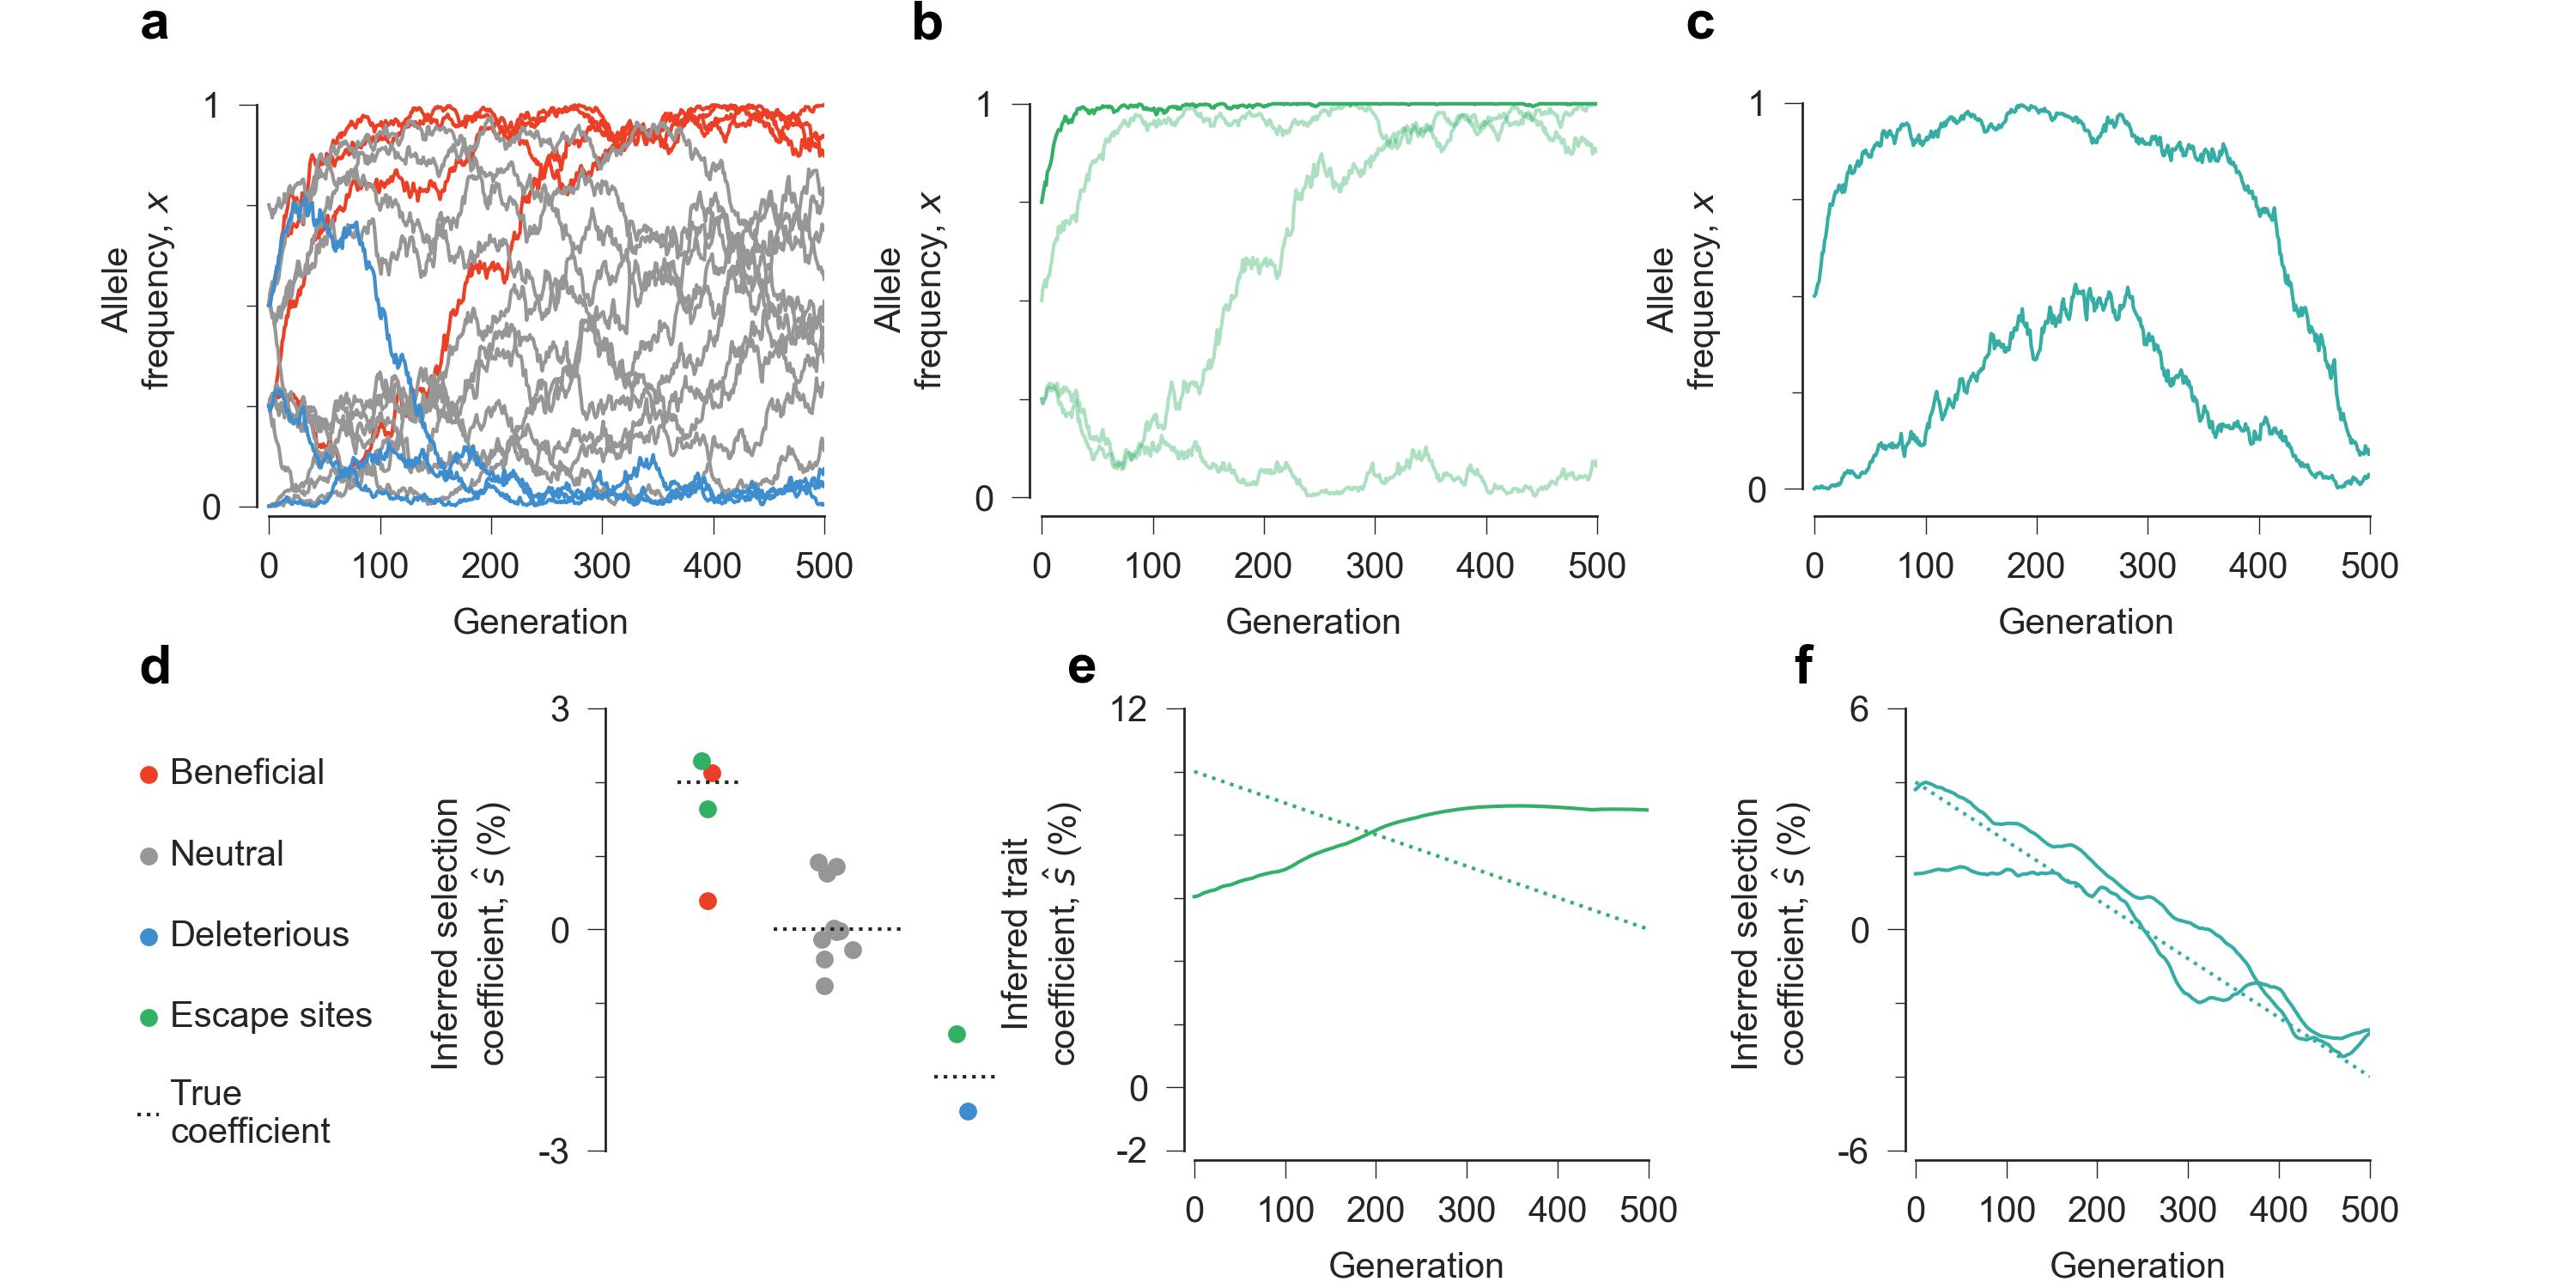 a
1
0
Allele
frequency, x
0 100 200 300 400 500
Generation
b
1
0
Allele
frequency, x
0 100 200 300 400 500
Generation
c
1
0
Allele
frequency, x
0 100 200 300 400 500
Generation
d
Beneficial
Neutral
Deleterious
Escape sites
True
coefficient
3
0
-3
Inferred selection
coefficient, ŝ (%)
e
12
0
-2
Inferred trait
coefficient, ŝ (%)
0 100 200 300 400 500
Generation
f
6
0
-6
Inferred selection
coefficient, ŝ (%)
0 100 200 300 400 500
Generation